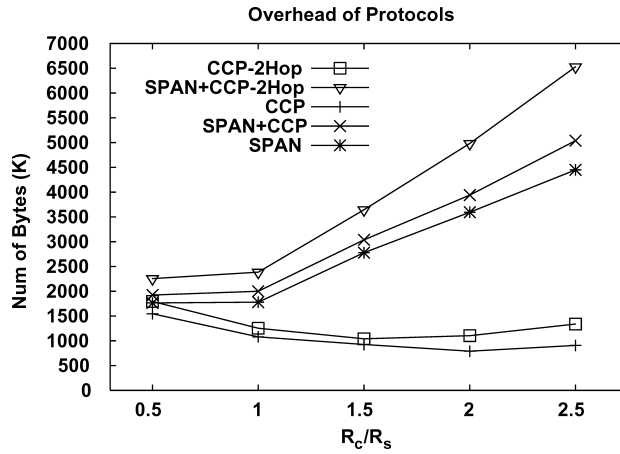 Overhead of Protocols
7000
6500
6000
5500
5000
4500
4000
3500
3000
2500
2000
1500
1000
500
0
Num of Bytes (K)
CCP-2Hop
SPAN+CCP-2Hop
CCP
SPAN+CCP
SPAN
0.5 1 1.5 2 2.5
Rc/Rs